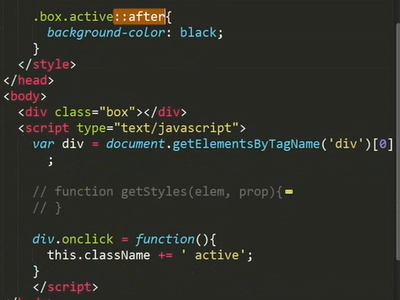 .box.active::after{
background-color: black;
}
</style>
</head>
<body>
<div class="box"></div>
<script type="text/javascript">
var div = document.getElementsByTagName('div')[0]
;
// function getStyles(elem, prop){
// }
div.onclick = function(){
this.className += ' active';
}
</script>